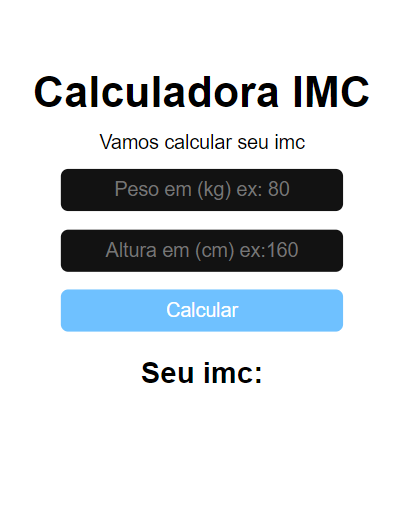 Calculadora IMC
Vamos calcular seu imc
Peso em (kg) ex: 80
Altura em (cm) ex:160
Calcular
Seu imc: